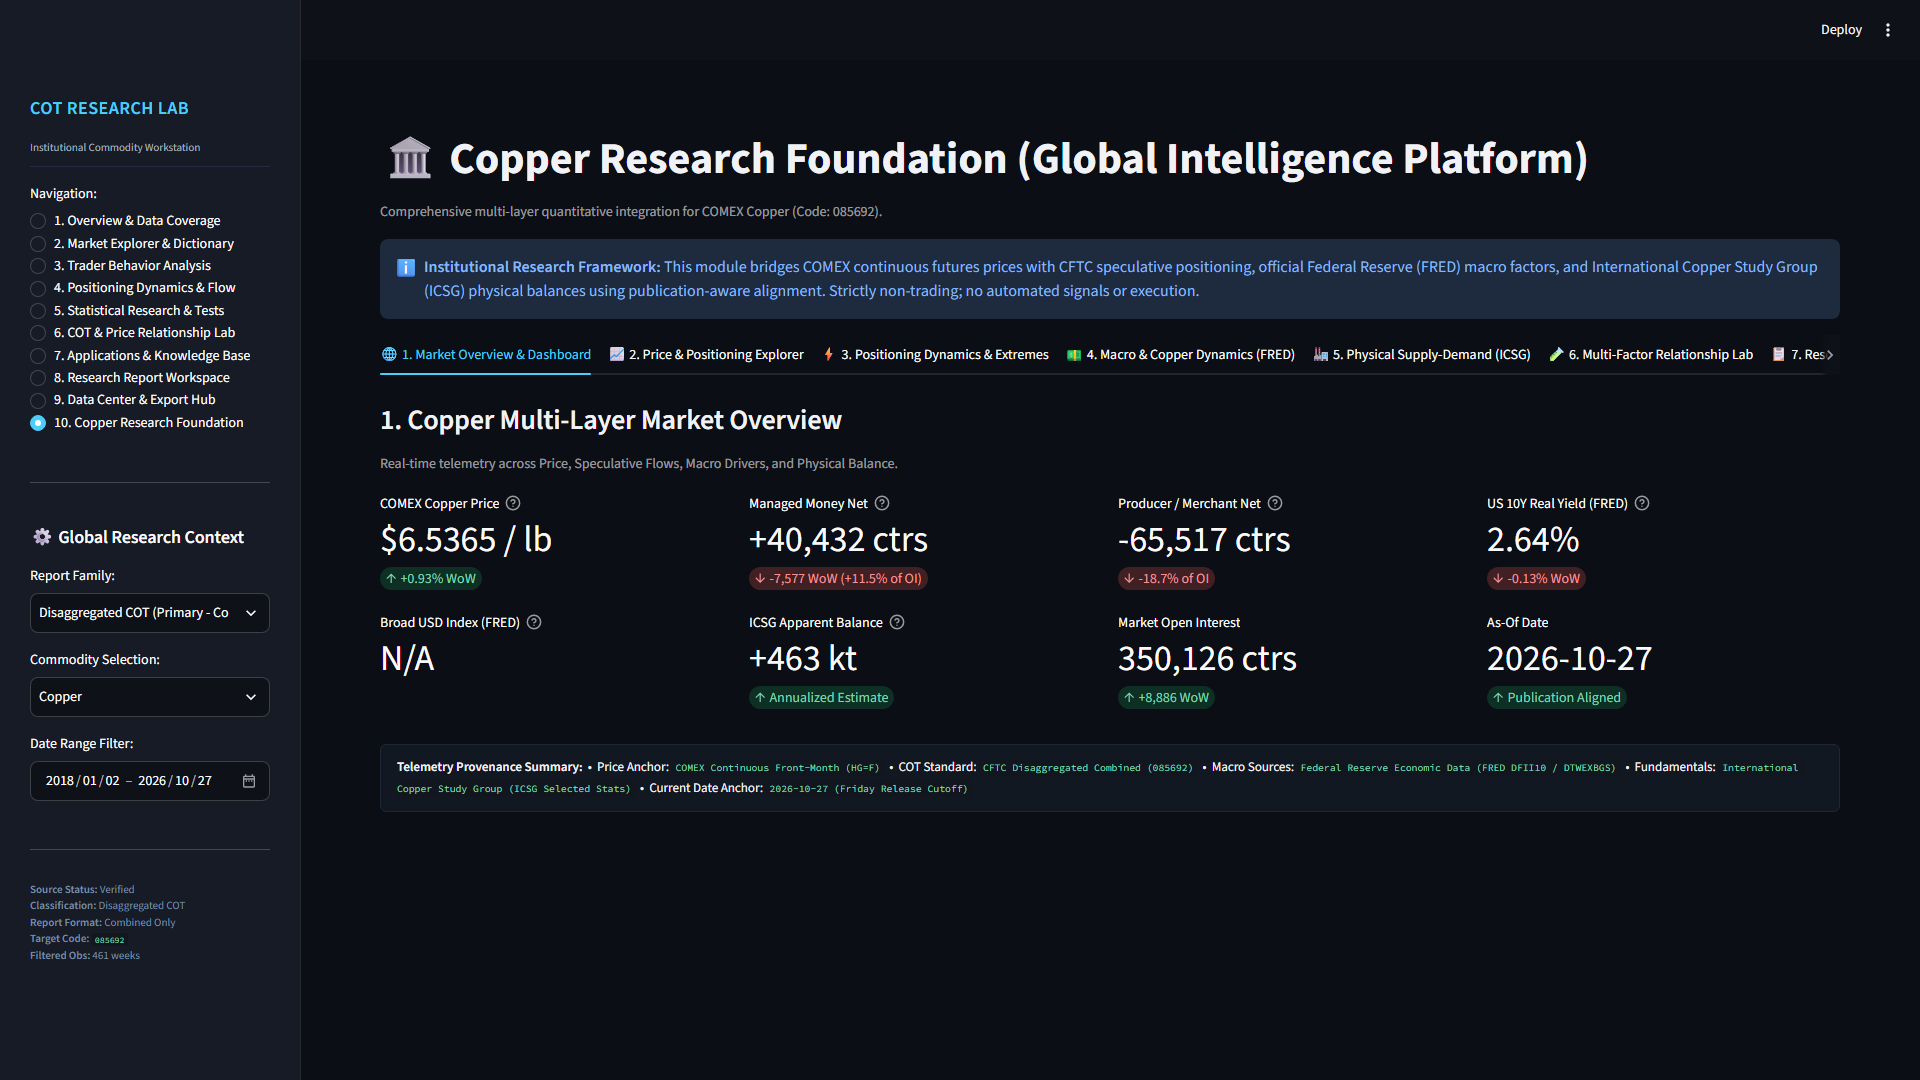 Deploy
COT RESEARCH LAB
Institutional Commodity Workstation
Navigation:
1. Overview & Data Coverage
2. Market Explorer & Dictionary
3. Trader Behavior Analysis
4. Positioning Dynamics & Flow
5. Statistical Research & Tests
6. COT & Price Relationship Lab
7. Applications & Knowledge Base
8. Research Report Workspace
9. Data Center & Export Hub
10. Copper Research Foundation
Global Research Context
Report Family:
Disaggregated COT (Primary - Co
Commodity Selection:
Copper
Date Range Filter:
2018/01/02 – 2026/10/27
Source Status: Verified
Classification: Disaggregated COT
Report Format: Combined Only
Target Code: 085692
Filtered Obs: 461 weeks
Copper Research Foundation (Global Intelligence Platform)
Comprehensive multi-layer quantitative integration for COMEX Copper (Code: 085692).
Institutional Research Framework: This module bridges COMEX continuous futures prices with CFTC speculative positioning, official Federal Reserve (FRED) macro factors, and International Copper Study Group
(ICSG) physical balances using publication-aware alignment. Strictly non-trading; no automated signals or execution.
1. Market Overview & Dashboard 2. Price & Positioning Explorer 3. Positioning Dynamics & Extremes 4. Macro & Copper Dynamics (FRED) 5. Physical Supply-Demand (ICSG) 6. Multi-Factor Relationship Lab 7. Res
1. Copper Multi-Layer Market Overview
Real-time telemetry across Price, Speculative Flows, Macro Drivers, and Physical Balance.
COMEX Copper Price
$6.5365 / lb
↑ +0.93% WoW
Managed Money Net
+40,432 ctrs
↓ -7,577 WoW (+11.5% of OI)
Producer / Merchant Net
-65,517 ctrs
↓ -18.7% of OI
US 10Y Real Yield (FRED)
2.64%
↓ -0.13% WoW
Broad USD Index (FRED)
N/A
ICSG Apparent Balance
+463 kt
↑ Annualized Estimate
Market Open Interest
350,126 ctrs
↑ +8,886 WoW
As-Of Date
2026-10-27
↑ Publication Aligned
Telemetry Provenance Summary: • Price Anchor: COMEX Continuous Front-Month (HG=F) • COT Standard: CFTC Disaggregated Combined (085692) • Macro Sources: Federal Reserve Economic Data (FRED DFII10 / DTWEXBGS) • Fundamentals: International
Copper Study Group (ICSG Selected Stats) • Current Date Anchor: 2026-10-27 (Friday Release Cutoff)